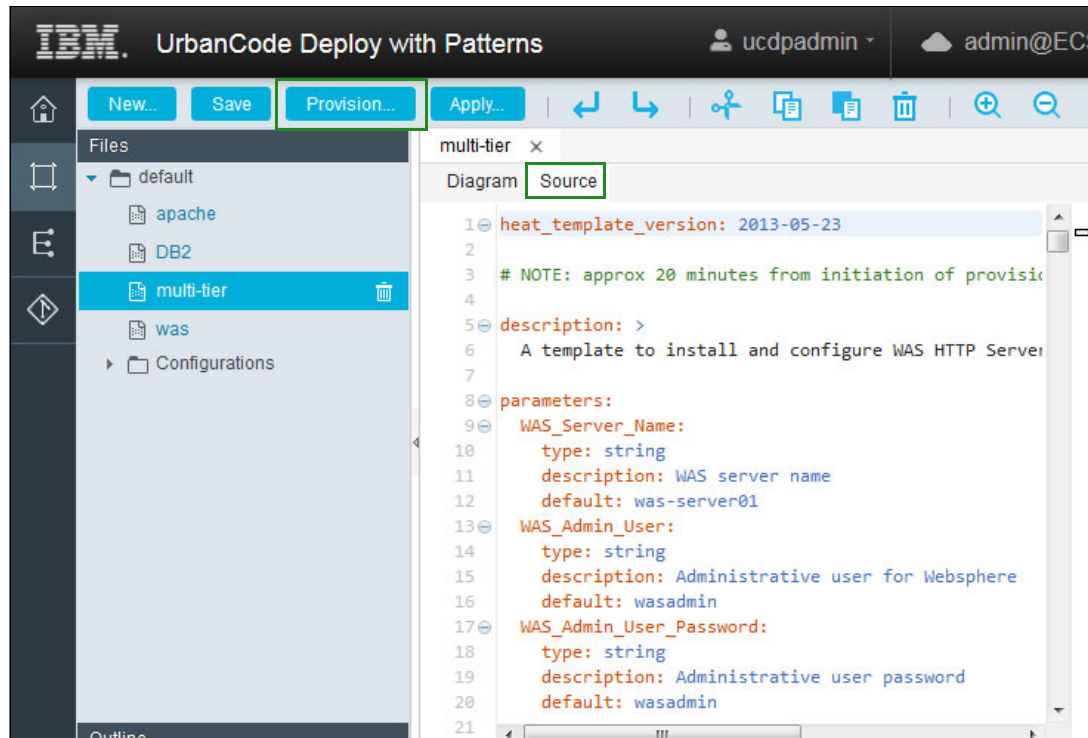 IBM. UrbanCode Deploy with Patterns ucdpadmin admin@EC
New... Save Provision... Apply...
Files
default
apache
DB2
multi-tier
was
Configurations
multi-tier ×
Diagram Source
1 heat_template_version: 2013-05-23
2
3 # NOTE: approx 20 minutes from initiation of provisio
4
5 description: >
6 A template to install and configure WAS HTTP Server
7
8 parameters:
9 WAS_Server_Name:
10 type: string
11 description: WAS server name
12 default: was-server01
13 WAS_Admin_User:
14 type: string
15 description: Administrative user for Websphere
16 default: wasadmin
17 WAS_Admin_User_Password:
18 type: string
19 description: Administrative user password
20 default: wasadmin
21
Outline